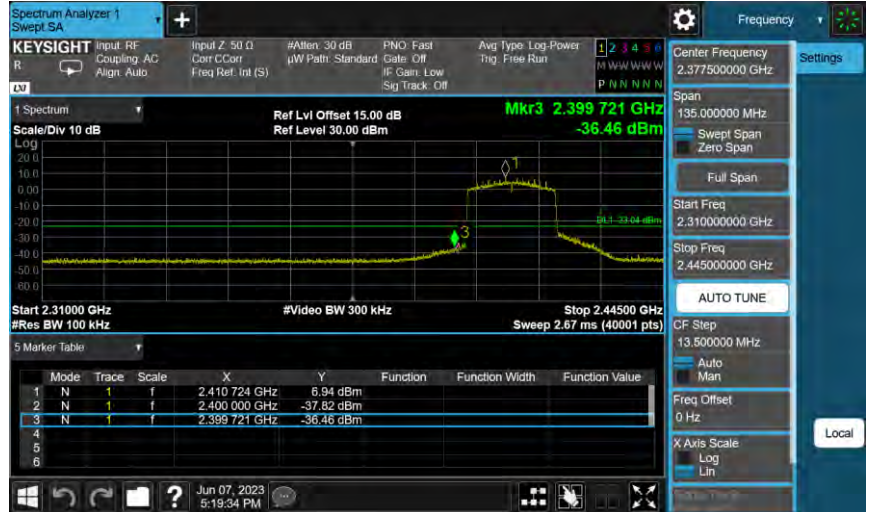 Spectrum Analyzer 1
Swept SA
Frequency
KEYSIGHT
R
LXI
Input: RF
Coupling: AC
Align: Auto
Input Z: 50 Ω
Corr CCorr
Freq Ref: Int (S)
#Atten: 30 dB
µW Path: Standard
PNO: Fast
Gate: Off
IF Gain: Low
Sig Track: Off
Avg Type: Log-Power
Trig: Free Run
1 2 3 4 5 6
M W W W W W
P N N N N N
1 Spectrum
Scale/Div 10 dB
Ref Lvl Offset 15.00 dB
Ref Level 30.00 dBm
Mkr3 2.399 721 GHz
-36.46 dBm
Log
20.0
10.0
0.00
-10.0
-20.0
-30.0
-40.0
-50.0
-60.0
1
3
DL1 -23.04 dBm
Start 2.31000 GHz
#Res BW 100 kHz
#Video BW 300 kHz
Stop 2.44500 GHz
Sweep 2.67 ms (40001 pts)
5 Marker Table
Mode Trace Scale X Y Function Function Width Function Value
1 N 1 f 2.410 724 GHz 6.94 dBm
2 N 1 f 2.400 000 GHz -37.82 dBm
3 N 1 f 2.399 721 GHz -36.46 dBm
4
5
6
?
Jun 07, 2023
5:19:34 PM
Center Frequency
2.377500000 GHz
Settings
Span
135.000000 MHz
Swept Span
Zero Span
Full Span
Start Freq
2.310000000 GHz
Stop Freq
2.445000000 GHz
AUTO TUNE
CF Step
13.500000 MHz
Auto
Man
Freq Offset
0 Hz
X Axis Scale
Log
Lin
Local